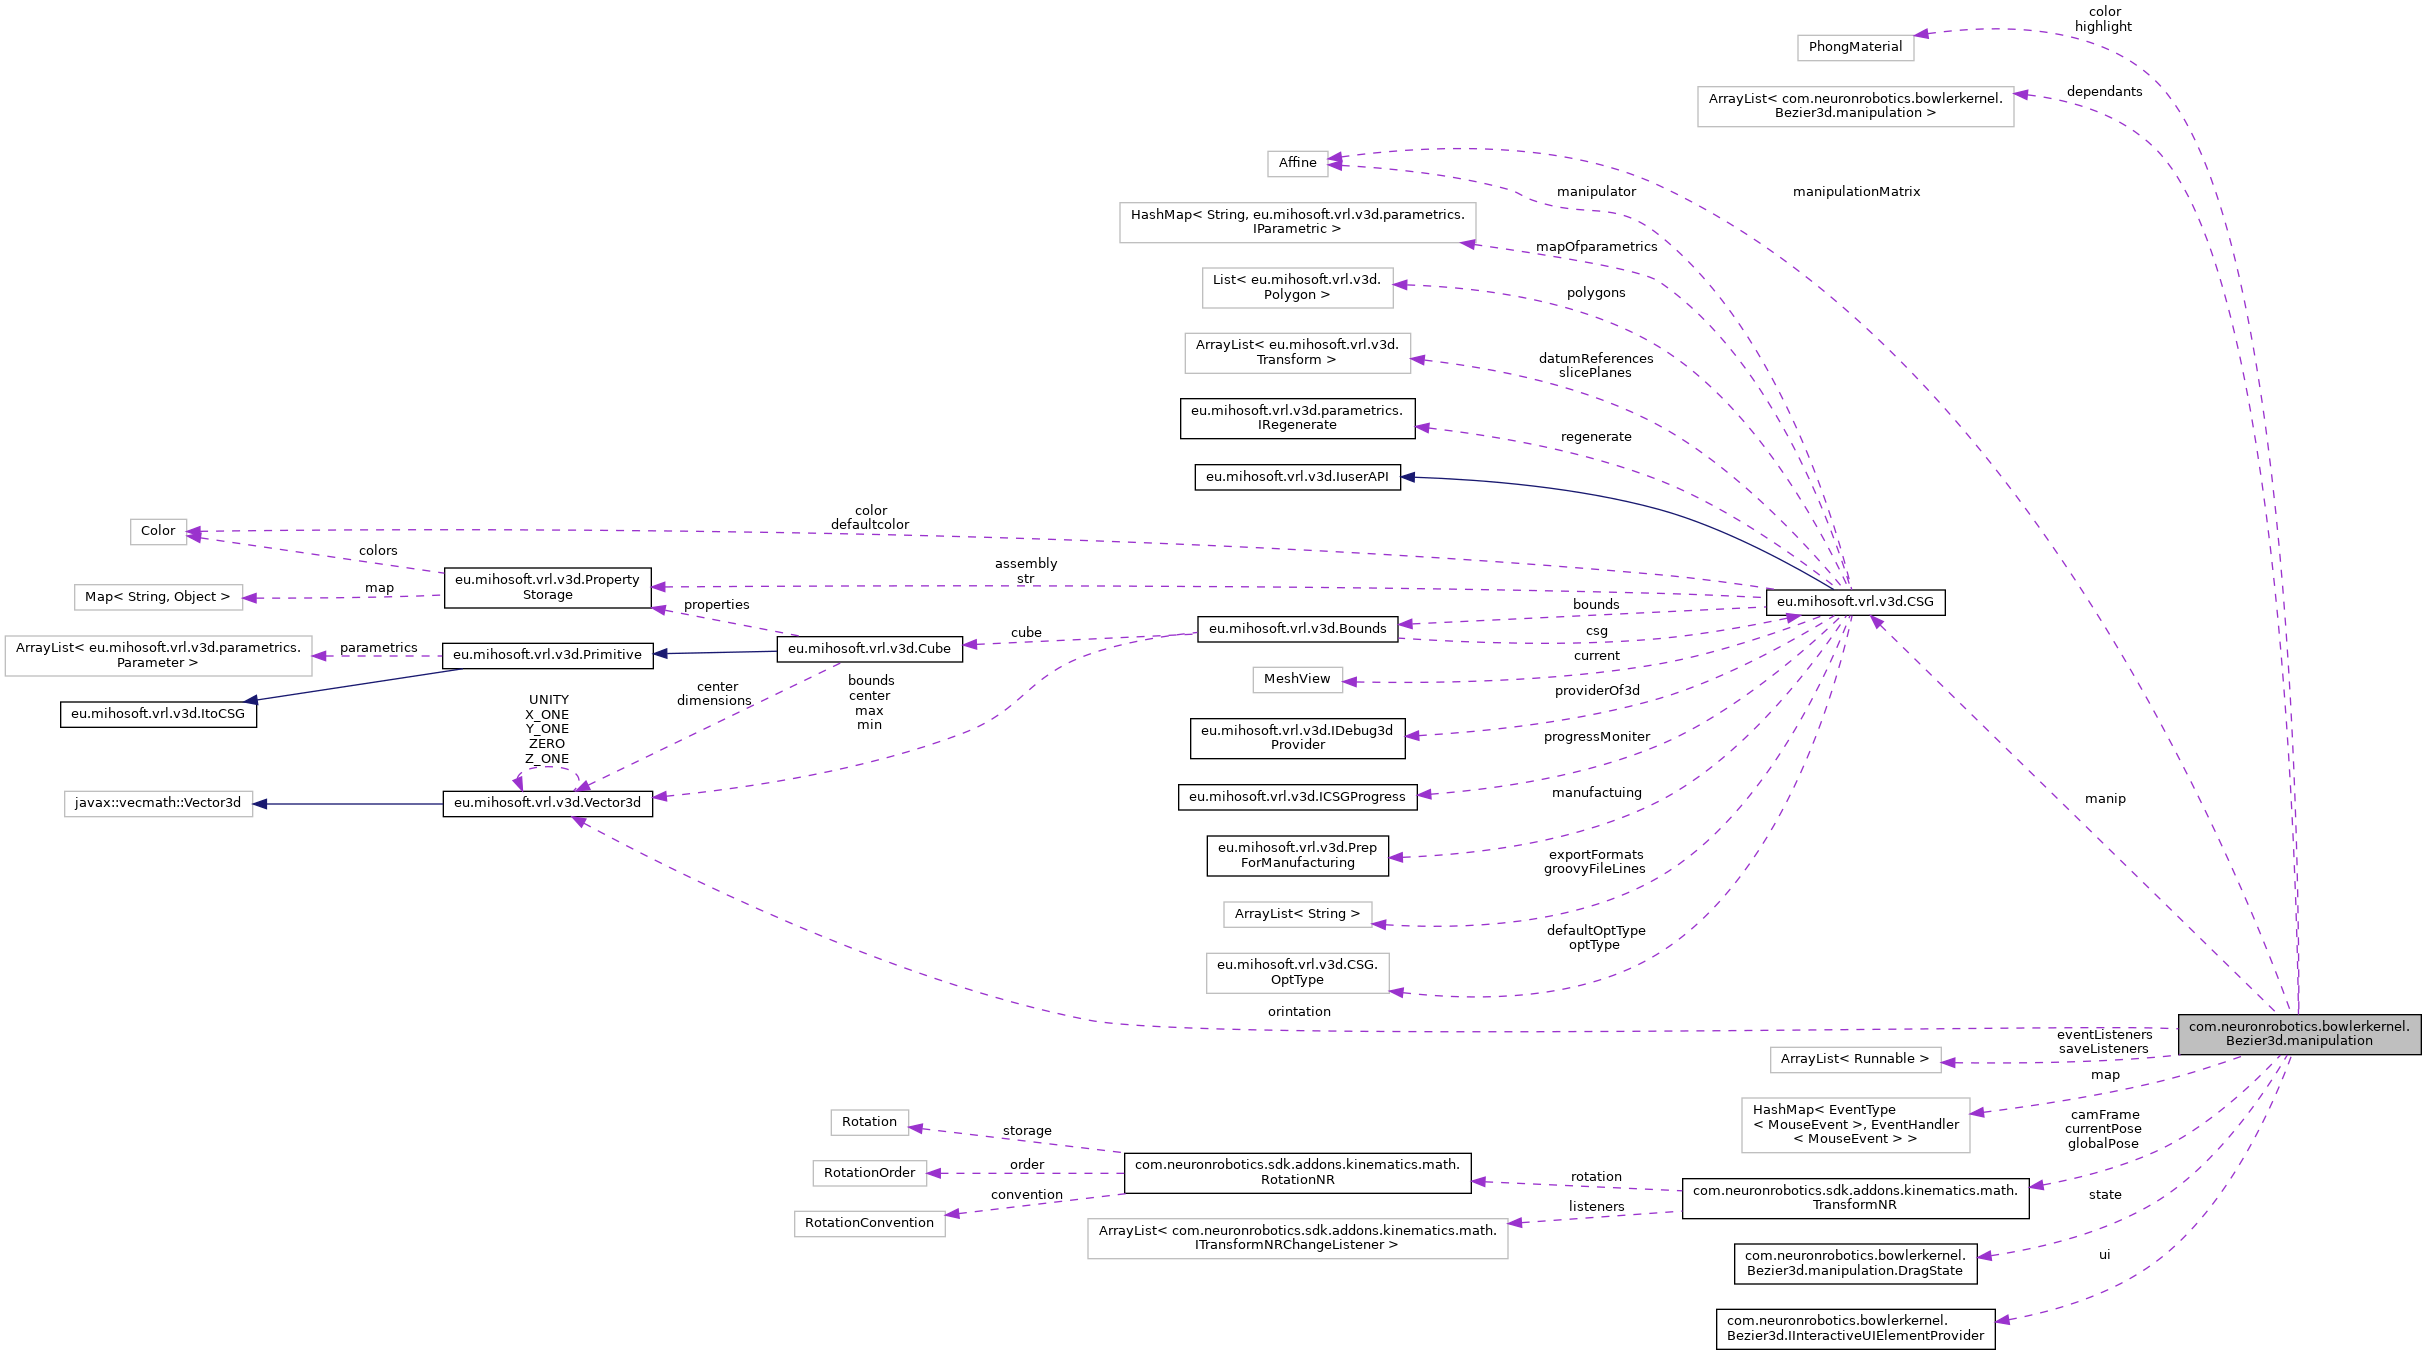 color
highlight
PhongMaterial
ArrayList< com.neuronrobotics.bowlerkernel.
Bezier3d.manipulation >
dependants
Affine
manipulator
manipulationMatrix
HashMap< String, eu.mihosoft.vrl.v3d.parametrics.
IParametric >
mapOfparametrics
List< eu.mihosoft.vrl.v3d.
Polygon >
polygons
ArrayList< eu.mihosoft.vrl.v3d.
Transform >
datumReferences
slicePlanes
eu.mihosoft.vrl.v3d.parametrics.
IRegenerate
regenerate
eu.mihosoft.vrl.v3d.IuserAPI
color
defaultcolor
Color
colors
assembly
str
eu.mihosoft.vrl.v3d.Property
Storage
Map< String, Object >
map
properties
bounds
eu.mihosoft.vrl.v3d.CSG
eu.mihosoft.vrl.v3d.Bounds
csg
cube
ArrayList< eu.mihosoft.vrl.v3d.parametrics.
Parameter >
parametrics
eu.mihosoft.vrl.v3d.Primitive
eu.mihosoft.vrl.v3d.Cube
current
MeshView
center
dimensions
bounds
center
max
min
providerOf3d
UNITY
X_ONE
Y_ONE
ZERO
Z_ONE
eu.mihosoft.vrl.v3d.ItoCSG
eu.mihosoft.vrl.v3d.IDebug3d
Provider
progressMoniter
javax::vecmath::Vector3d
eu.mihosoft.vrl.v3d.Vector3d
eu.mihosoft.vrl.v3d.ICSGProgress
manufactuing
manip
eu.mihosoft.vrl.v3d.Prep
ForManufacturing
exportFormats
groovyFileLines
ArrayList< String >
defaultOptType
optType
eu.mihosoft.vrl.v3d.CSG.
OptType
orintation
com.neuronrobotics.bowlerkernel.
Bezier3d.manipulation
eventListeners
saveListeners
ArrayList< Runnable >
map
HashMap< EventType
< MouseEvent >, EventHandler
< MouseEvent > >
camFrame
currentPose
globalPose
Rotation
storage
RotationOrder
order
com.neuronrobotics.sdk.addons.kinematics.math.
RotationNR
rotation
RotationConvention
convention
com.neuronrobotics.sdk.addons.kinematics.math.
TransformNR
state
listeners
ArrayList< com.neuronrobotics.sdk.addons.kinematics.math.
ITransformNRChangeListener >
com.neuronrobotics.bowlerkernel.
Bezier3d.manipulation.DragState
ui
com.neuronrobotics.bowlerkernel.
Bezier3d.IInteractiveUIElementProvider